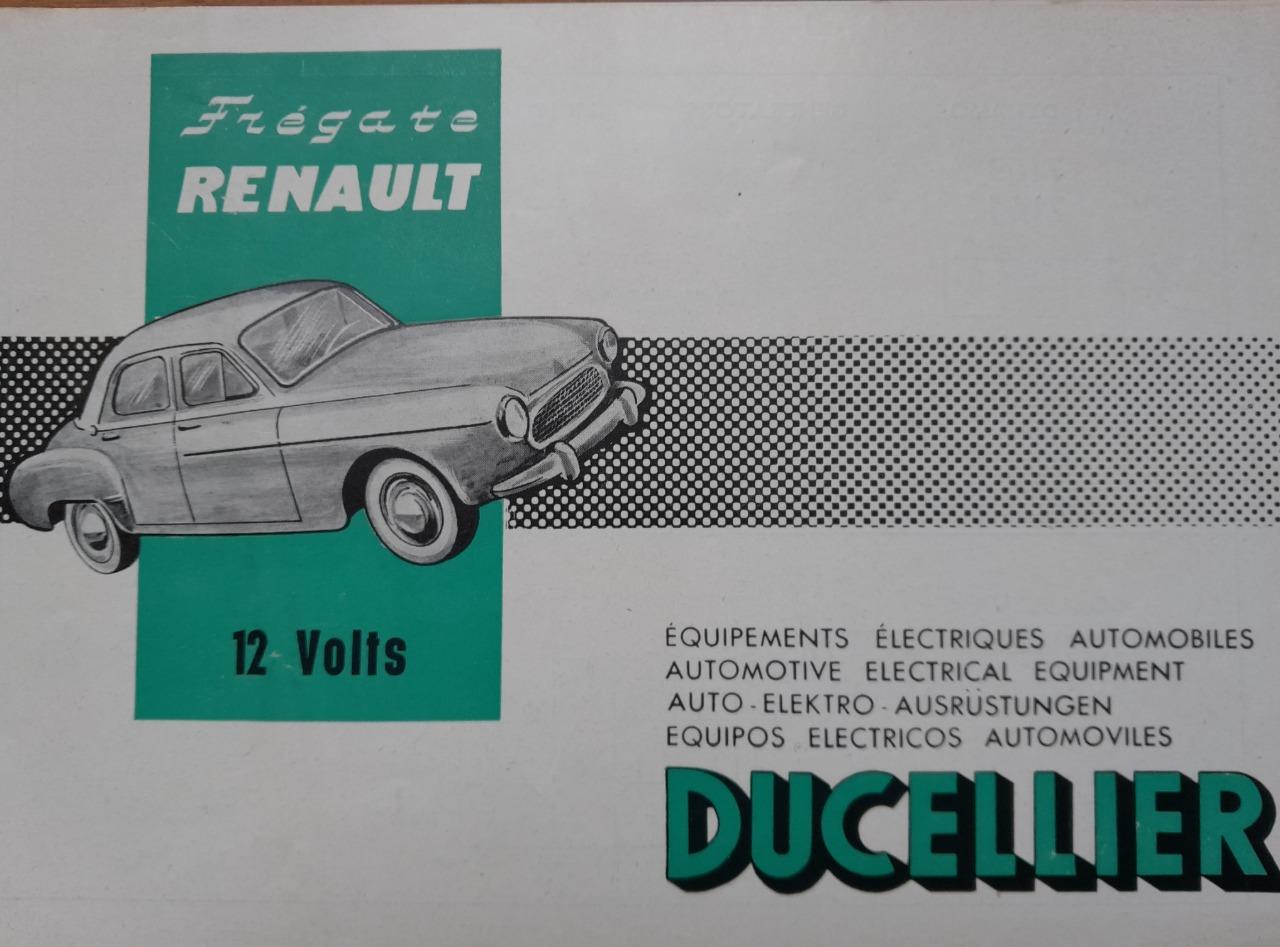 Frégate
RENAULT
12 Volts
ÉQUIPEMENTS ÉLECTRIQUES AUTOMOBILES
AUTOMOTIVE ELECTRICAL EQUIPMENT
AUTO - ELEKTRO - AUSRÜSTUNGEN
EQUIPOS ELECTRICOS AUTOMOVILES
DUCELLIER